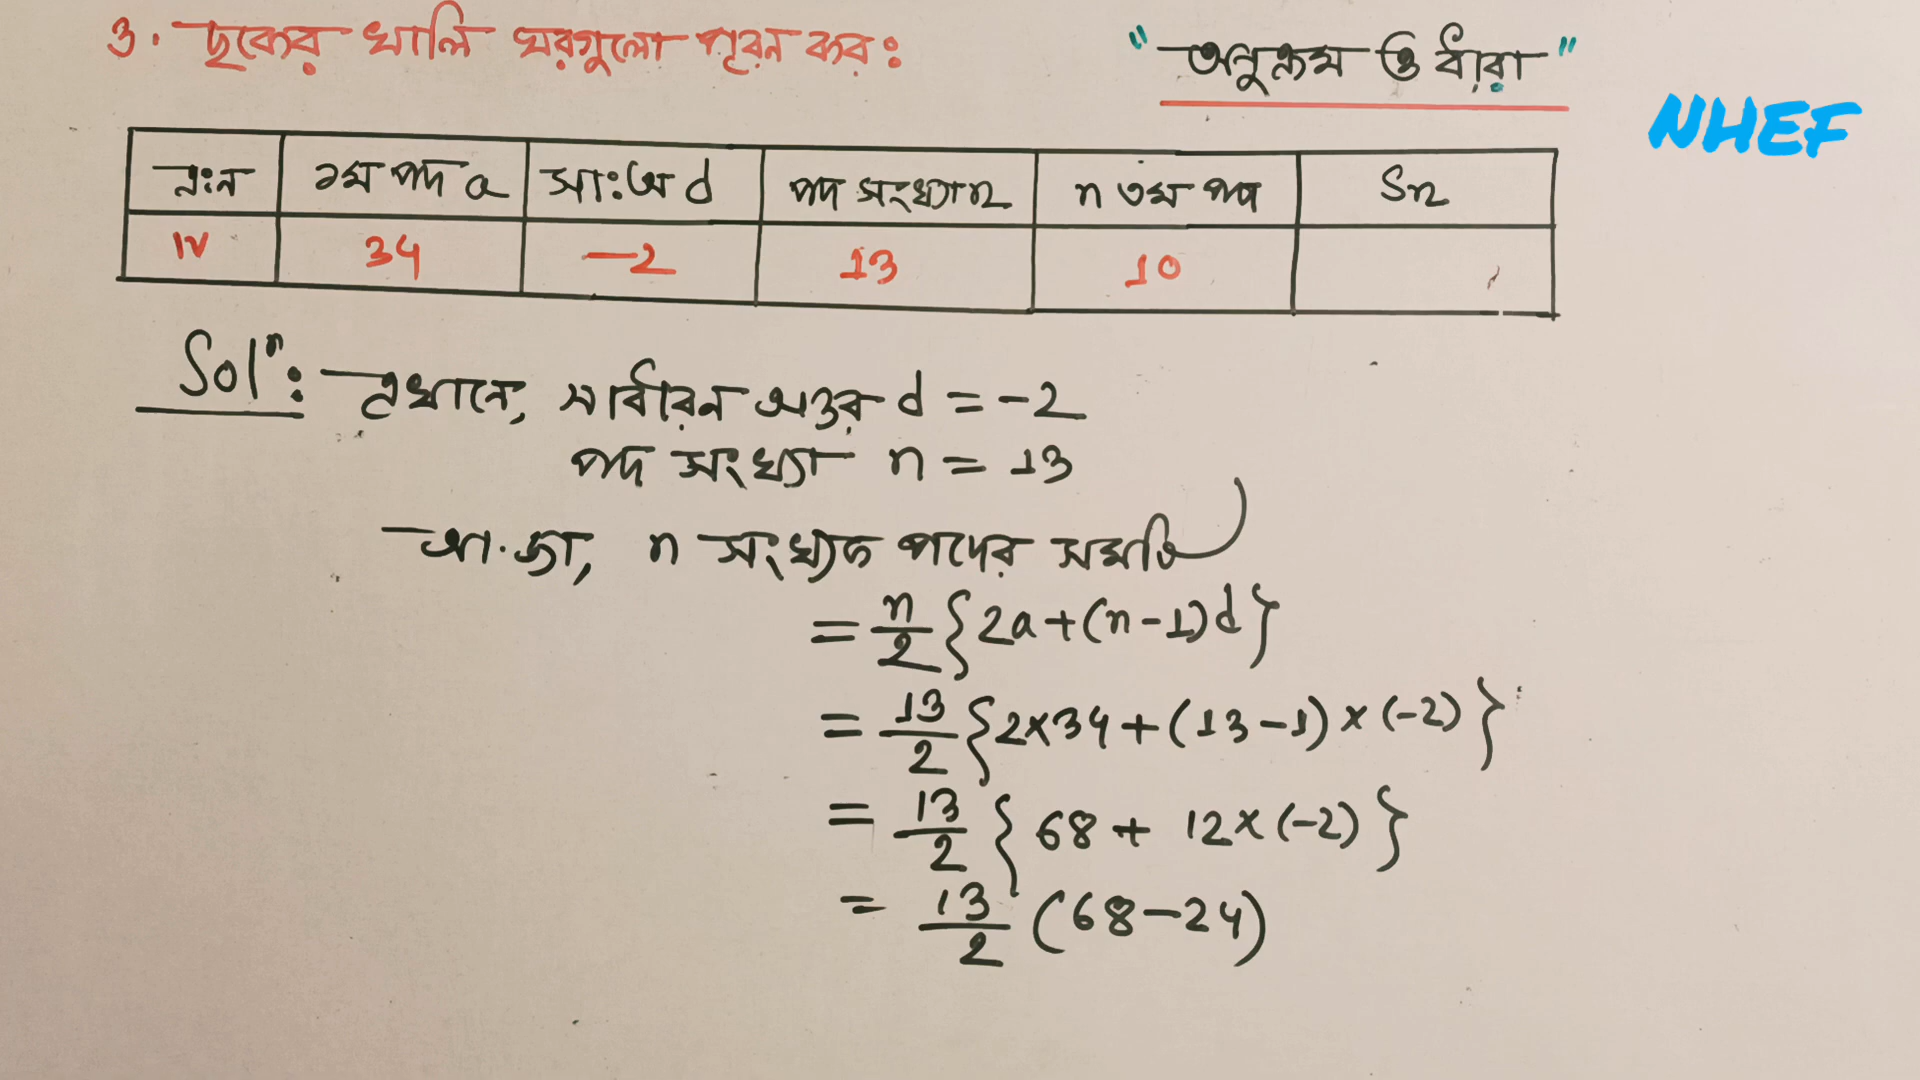 ৩. ছকের খালি ঘরগুলো পূরন কর:
"অনুক্রম ও ধারা"
NHEF
নং:ন ১ম পদ a সা:অ d পদ সংখ্যা n n তম পদ Sn
IV 34 -2 13 10
Solⁿ: এখানে, সাধারন অন্তর d = -2
পদ সংখ্যা n = 13
আ.জা, n সংখ্যক পদের সমষ্টি
= n/2 {2a+(n-1)d}
= 13/2 {2×34+(13-1)×(-2)}
= 13/2 {68+ 12×(-2)}
= 13/2 (68-24)